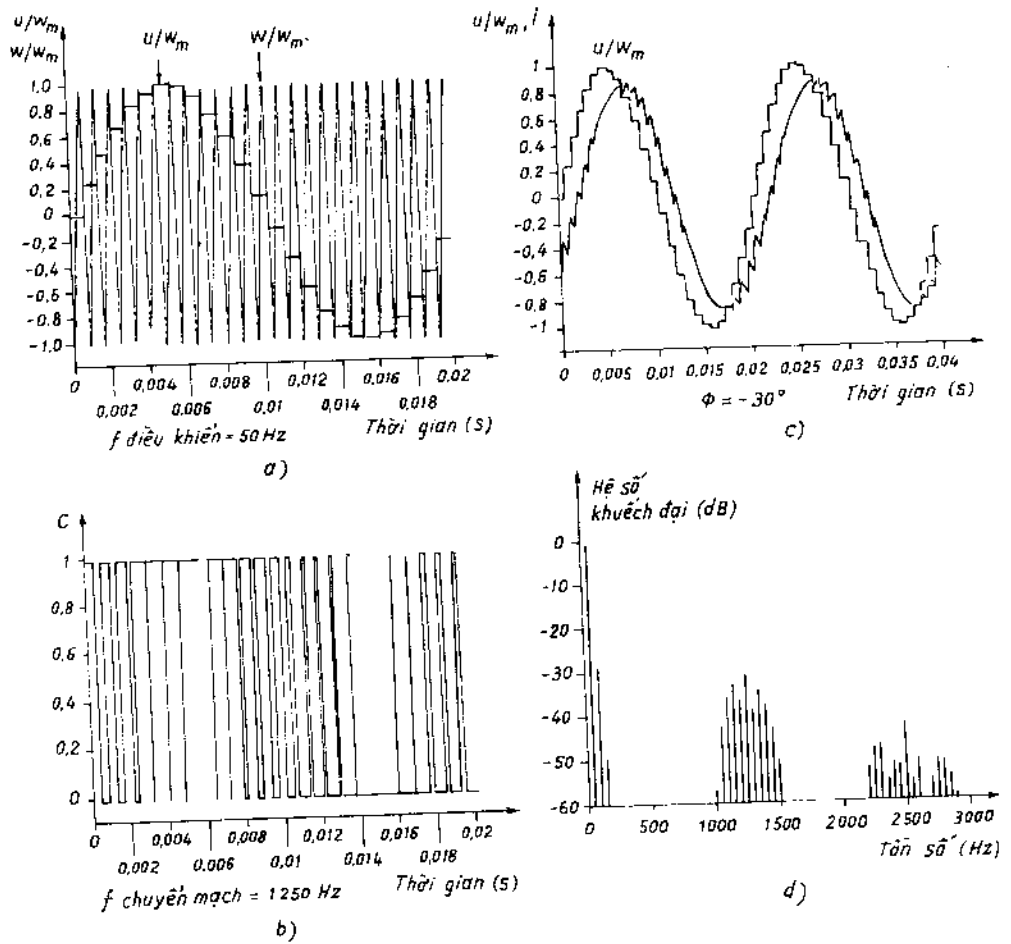 u/wm
w/wm
u/wm
w/wm.
1,0
0,8
0,6
0,4
0,2
0
-0,2
-0,4
-0,6
-0,8
-1,0
0 0,004 0,008 0,012 0,016 0,02
0,002 0,006 0,01 0,014 0,018
Thời gian (s)
f điều khiển = 50 Hz
a)
u/wm, i
u/wm
1
0,8
0,6
0,4
0,2
0
-0,2
-0,4
-0,6
-0,8
-1
0 0,005 0,01 0,015 0,02 0,025 0,03 0,035 0,04
Φ = -30° Thời gian (s)
c)
C
1
0,8
0,6
0,4
0,2
0
0 0,004 0,008 0,012 0,016 0,02
0,002 0,006 0,01 0,014 0,018
Thời gian (s)
f chuyển mạch = 1250 Hz
b)
Hệ số
khuếch đại (dB)
0
-10
-20
-30
-40
-50
-60
0 500 1000 1500 2000 2500 3000
Tần số (Hz)
d)